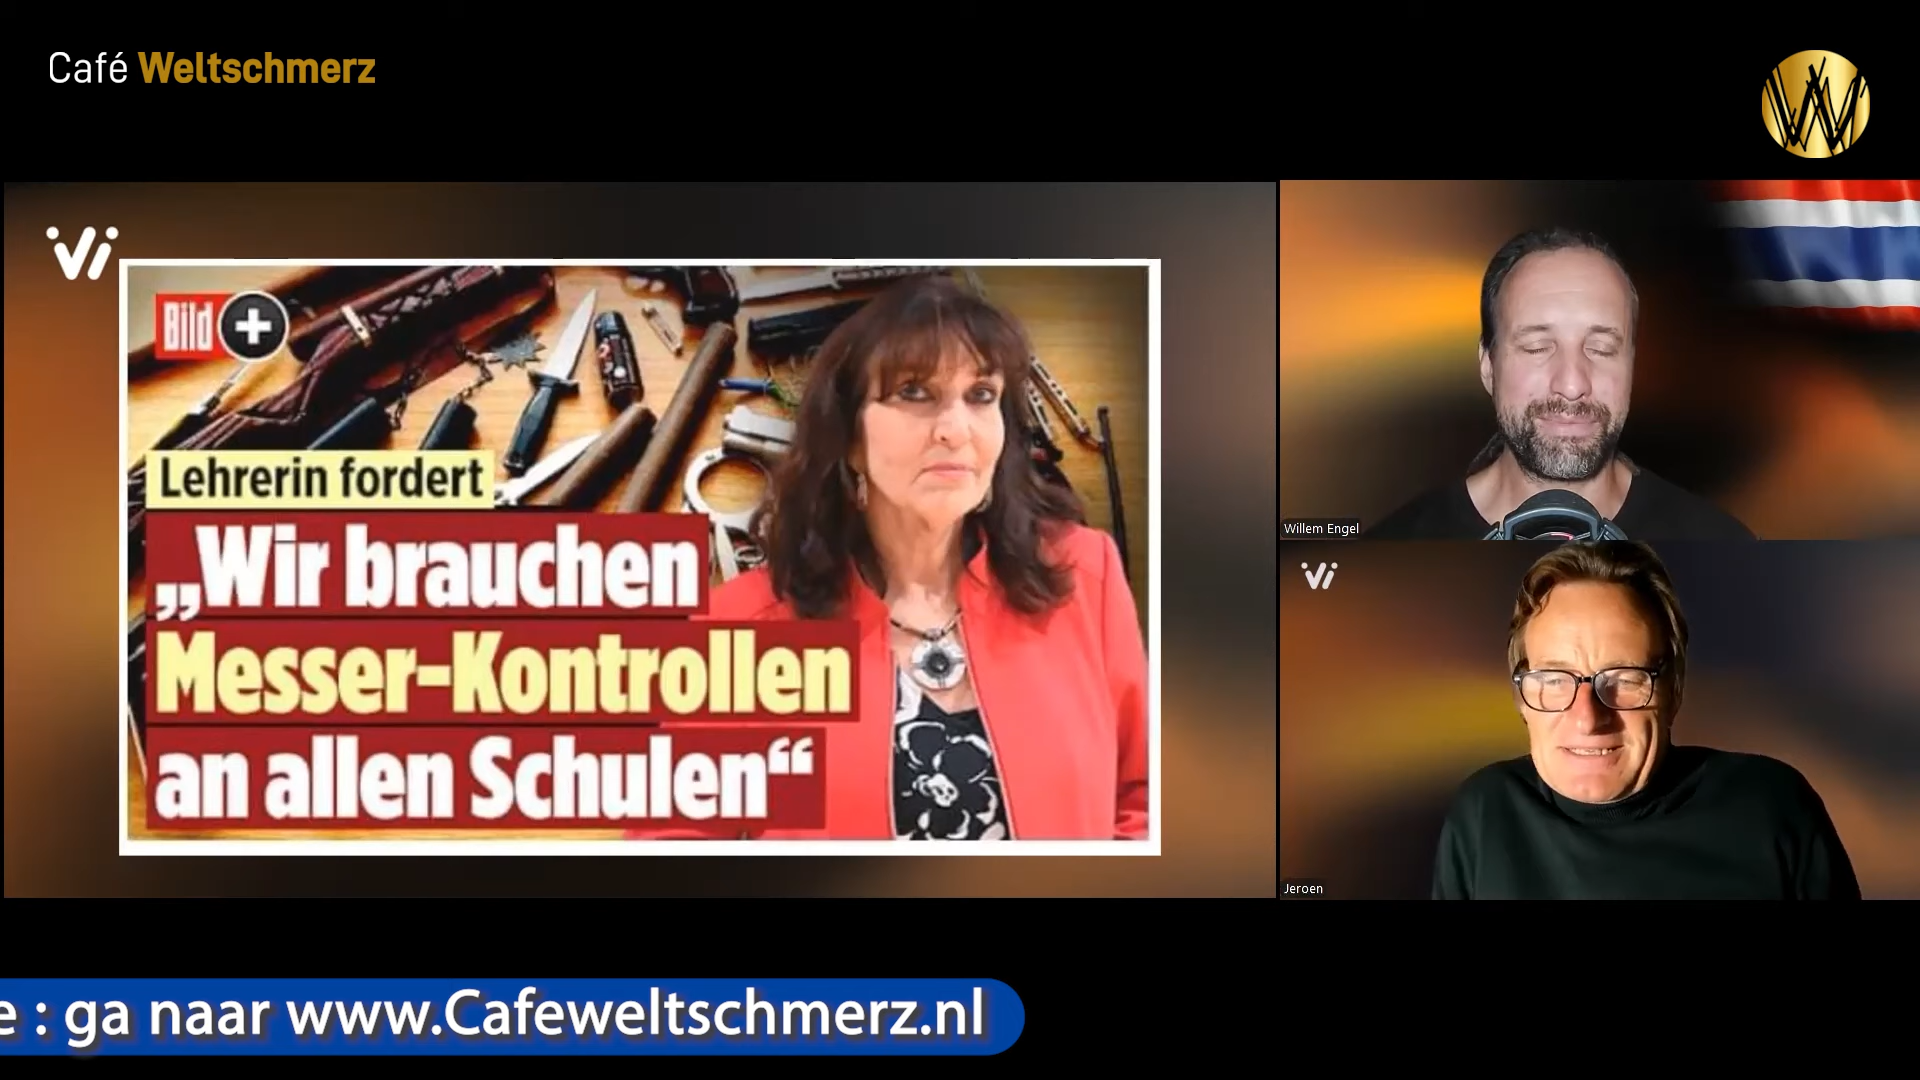 Café Weltschmerz
Bild +
Lehrerin fordert
„Wir brauchen
Messer-Kontrollen
an allen Schulen“
Willem Engel
Jeroen
e : ga naar www.Cafeweltschmerz.nl